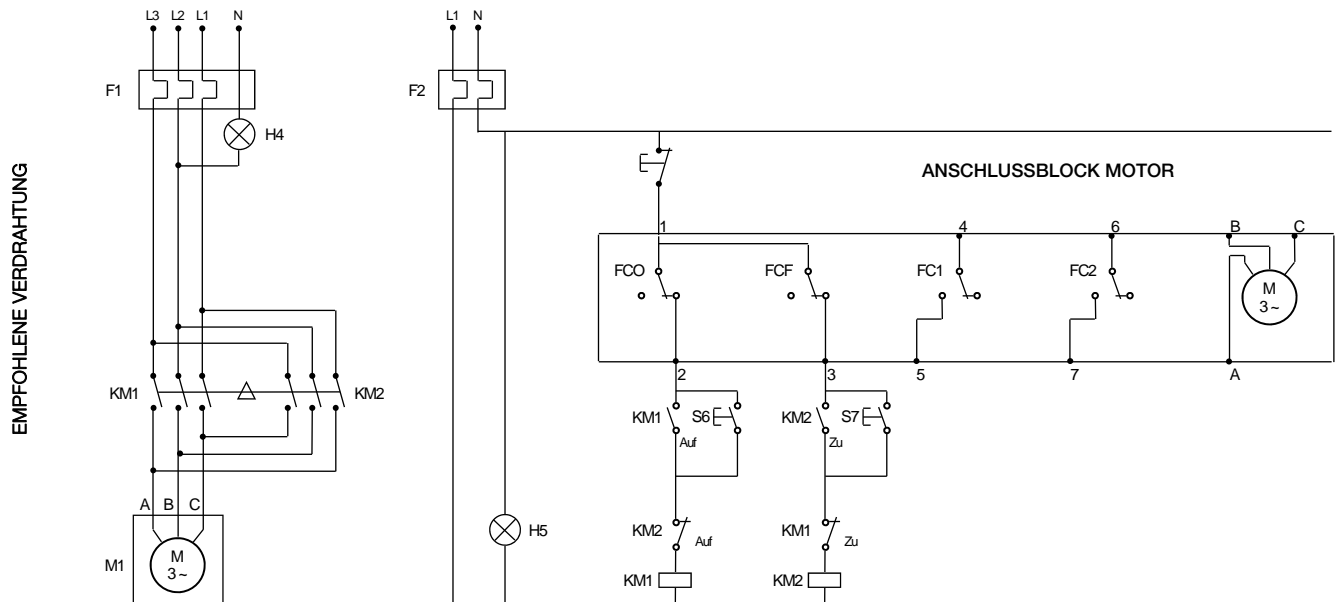 EMPFOHLENE VERDRAHTUNG
L3 L2 L1 N
L1 N
F1
F2
H4
ANSCHLUSSBLOCK MOTOR
1
4
6
B
C
FCO
FCF
FC1
FC2
M
3~
2
3
5
7
A
KM1
KM2
KM1
S6
Auf
KM2
S7
Zu
A B C
M1
M
3~
H5
KM2
Auf
KM1
Zu
KM1
KM2